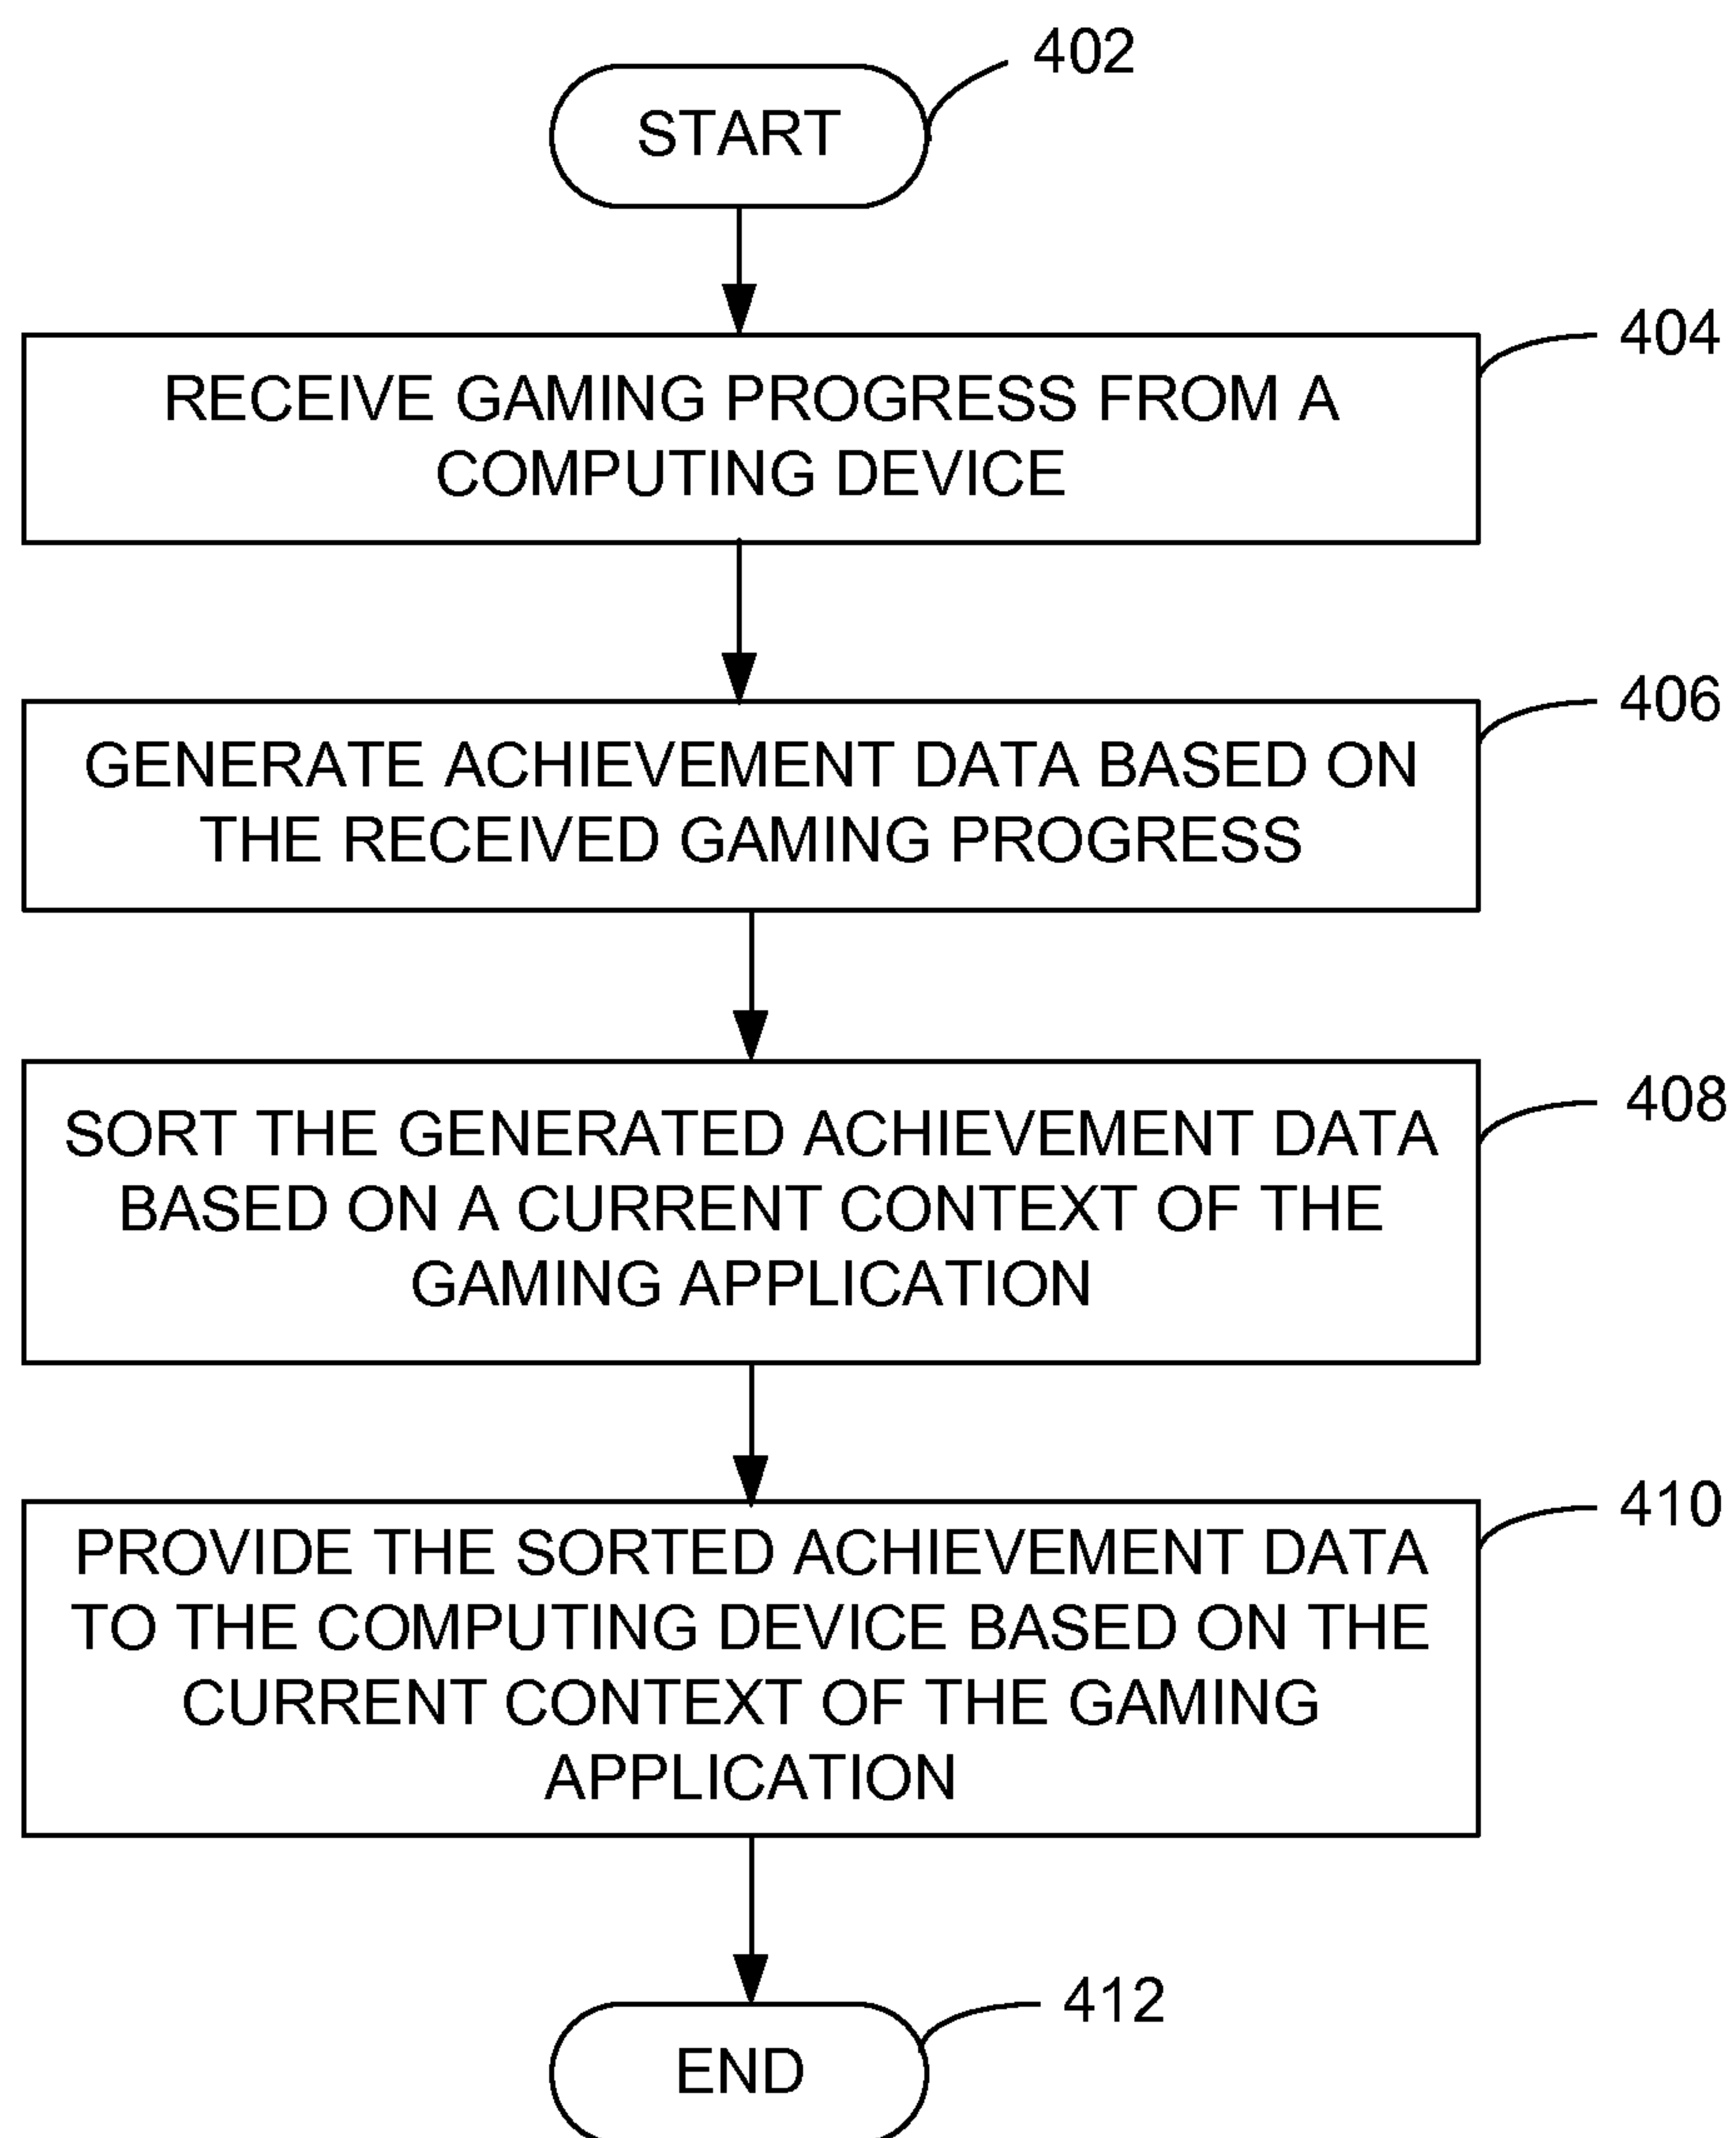 402
START
404
RECEIVE GAMING PROGRESS FROM A
COMPUTING DEVICE
406
GENERATE ACHIEVEMENT DATA BASED ON
THE RECEIVED GAMING PROGRESS
408
SORT THE GENERATED ACHIEVEMENT DATA
BASED ON A CURRENT CONTEXT OF THE
GAMING APPLICATION
410
PROVIDE THE SORTED ACHIEVEMENT DATA
TO THE COMPUTING DEVICE BASED ON THE
CURRENT CONTEXT OF THE GAMING
APPLICATION
412
END